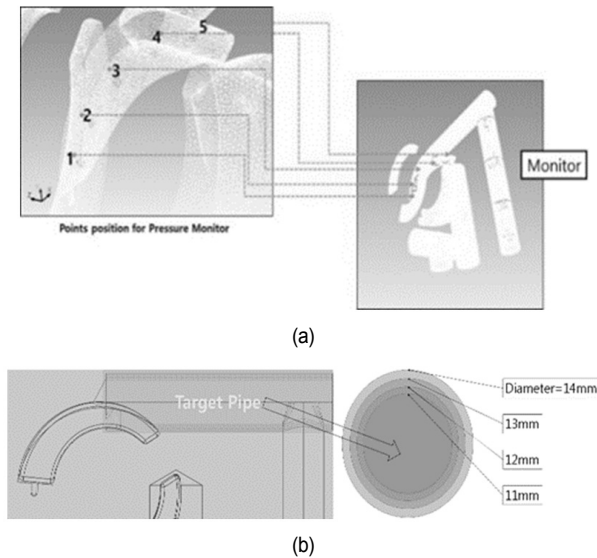 5
4
3
2
1
Monitor
Points position for Pressure Monitor
(a)
Target Pipe
Diameter=14mm
13mm
12mm
11mm
(b)